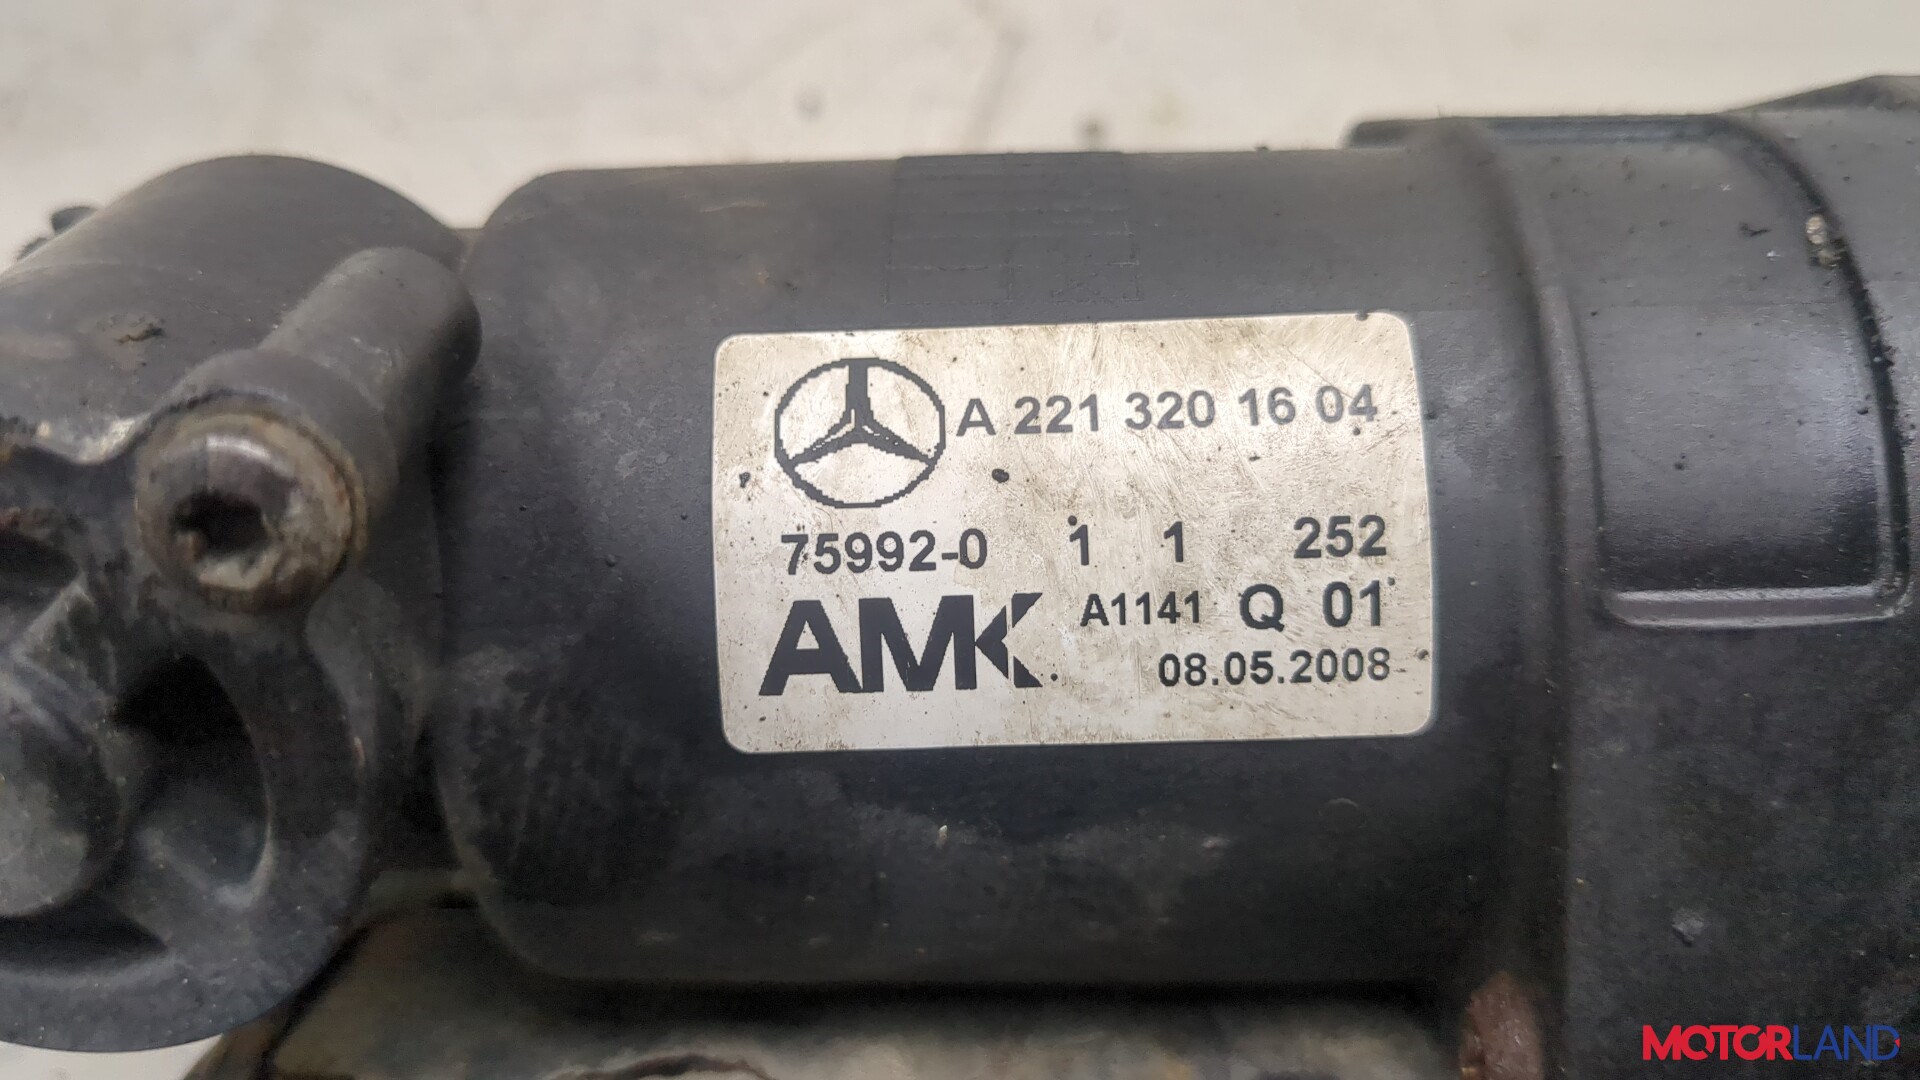 A 221 320 16 04
75992-0 1 1 252
AMK A1141 Q 01
08.05.2008
MOTORLAND